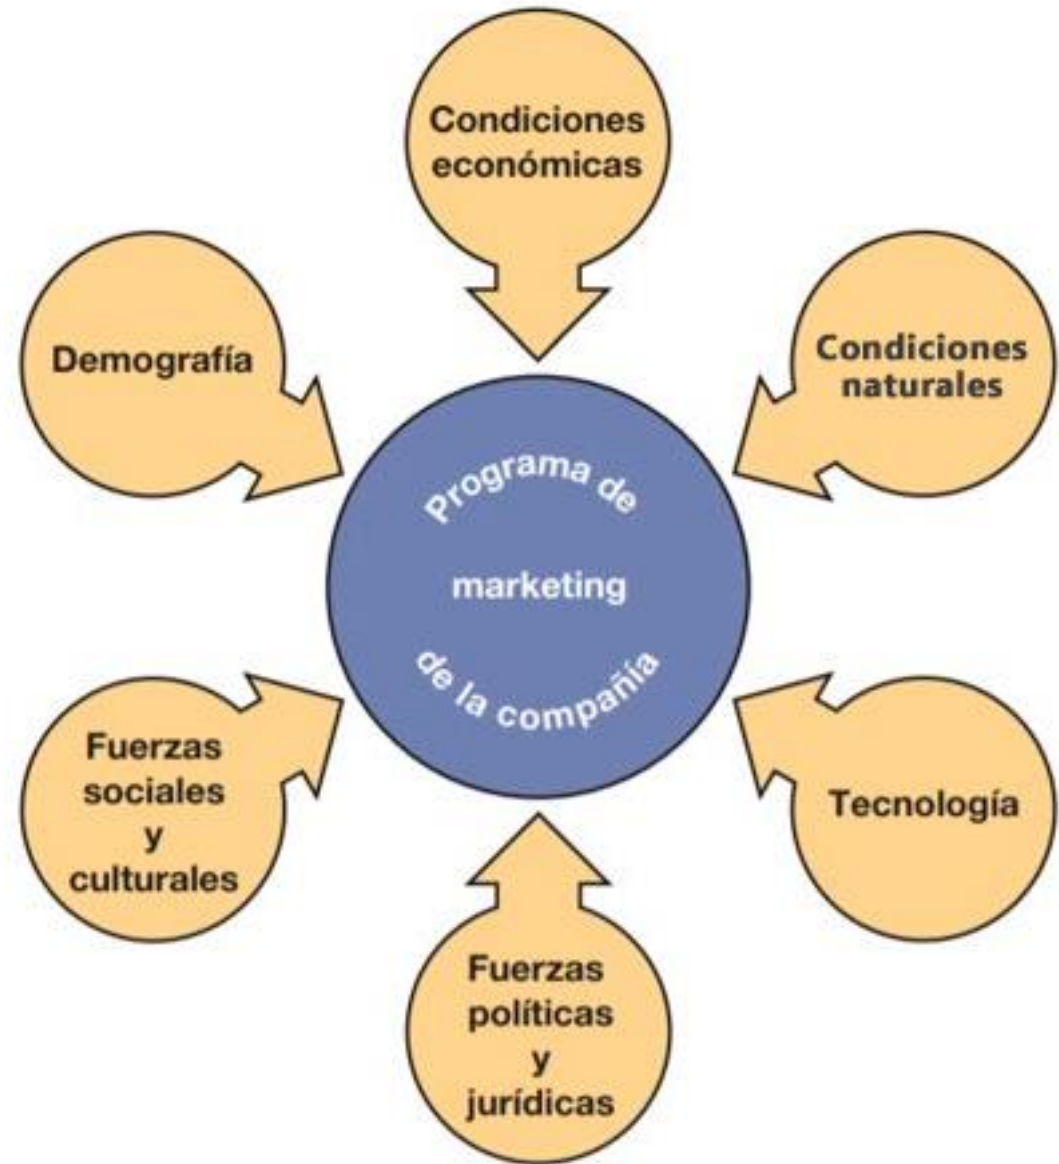 Condiciones
económicas
Demografía
Condiciones
naturales
Programa de
marketing
de la compañía
Fuerzas
sociales
y
culturales
Tecnología
Fuerzas
políticas
y
jurídicas